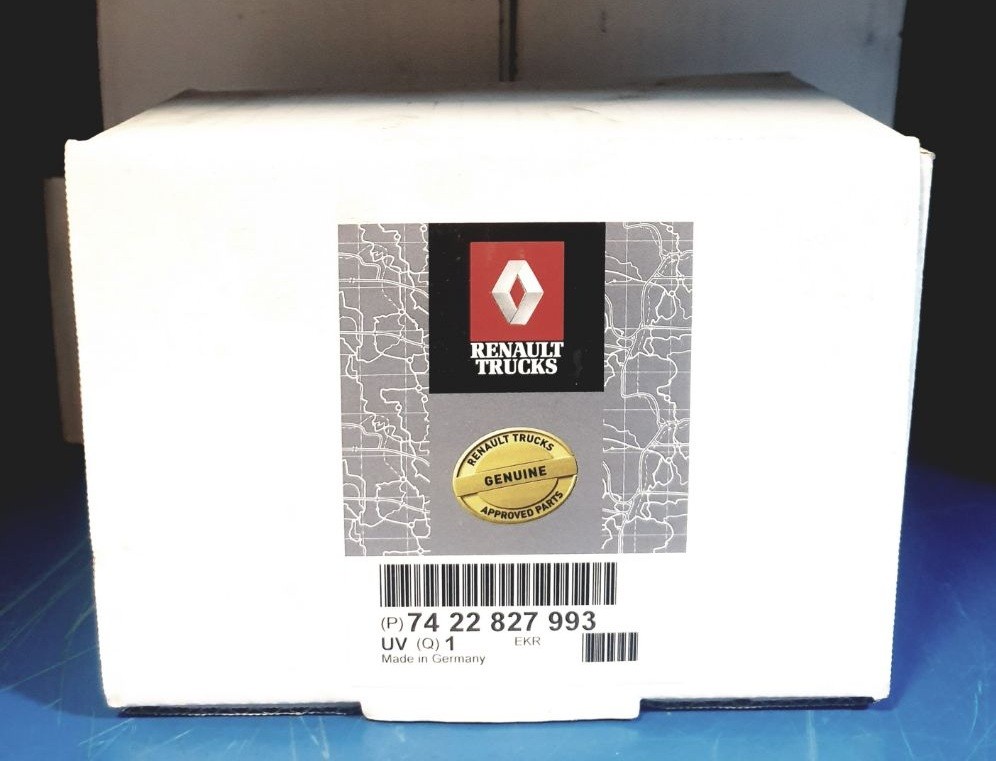 RENAULT
TRUCKS
RENAULT TRUCKS
GENUINE
APPROVED PARTS
(P) 74 22 827 993
UV (Q) 1 EKR
Made in Germany